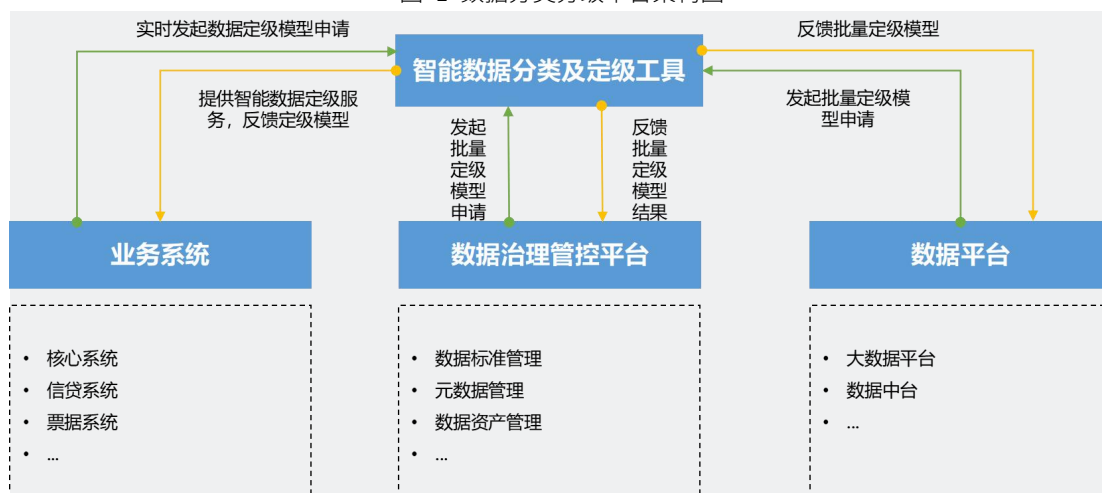 实时发起数据定级模型申请
反馈批量定级模型
智能数据分类及定级工具
提供智能数据定级服
务，反馈定级模型
发起
批量
定级
模型
申请
反馈
批量
定级
模型
结果
发起批量定级模
型申请
业务系统
数据治理管控平台
数据平台
• 核心系统
• 信贷系统
• 票据系统
• ...
• 数据标准管理
• 元数据管理
• 数据资产管理
• ...
• 大数据平台
• 数据中台
• ...